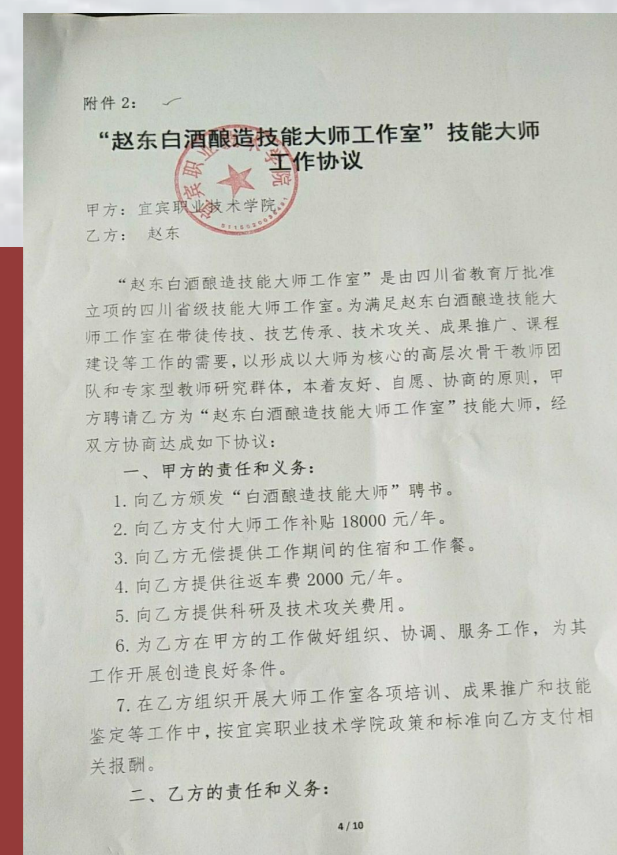 附件 2：
“赵东白酒酿造技能大师工作室”技能大师
工作协议
甲方：宜宾职业技术学院
乙方： 赵东
“赵东白酒酿造技能大师工作室”是由四川省教育厅批准
立项的四川省级技能大师工作室。为满足赵东白酒酿造技能大
师工作室在带徒传技、技艺传承、技术攻关、成果推广、课程
建设等工作的需要，以形成以大师为核心的高层次骨干教师团
队和专家型教师研究群体，本着友好、自愿、协商的原则，甲
方聘请乙方为“赵东白酒酿造技能大师工作室”技能大师，经
双方协商达成如下协议：
一、甲方的责任和义务：
1. 向乙方颁发“白酒酿造技能大师”聘书。
2. 向乙方支付大师工作补贴 18000 元/年。
3. 向乙方无偿提供工作期间的住宿和工作餐。
4. 向乙方提供往返车费 2000 元/年。
5. 向乙方提供科研及技术攻关费用。
6. 为乙方在甲方的工作做好组织、协调、服务工作，为其
工作开展创造良好条件。
7. 在乙方组织开展大师工作室各项培训、成果推广和技能
鉴定等工作中，按宜宾职业技术学院政策和标准向乙方支付相
关报酬。
二、乙方的责任和义务：
4 / 10